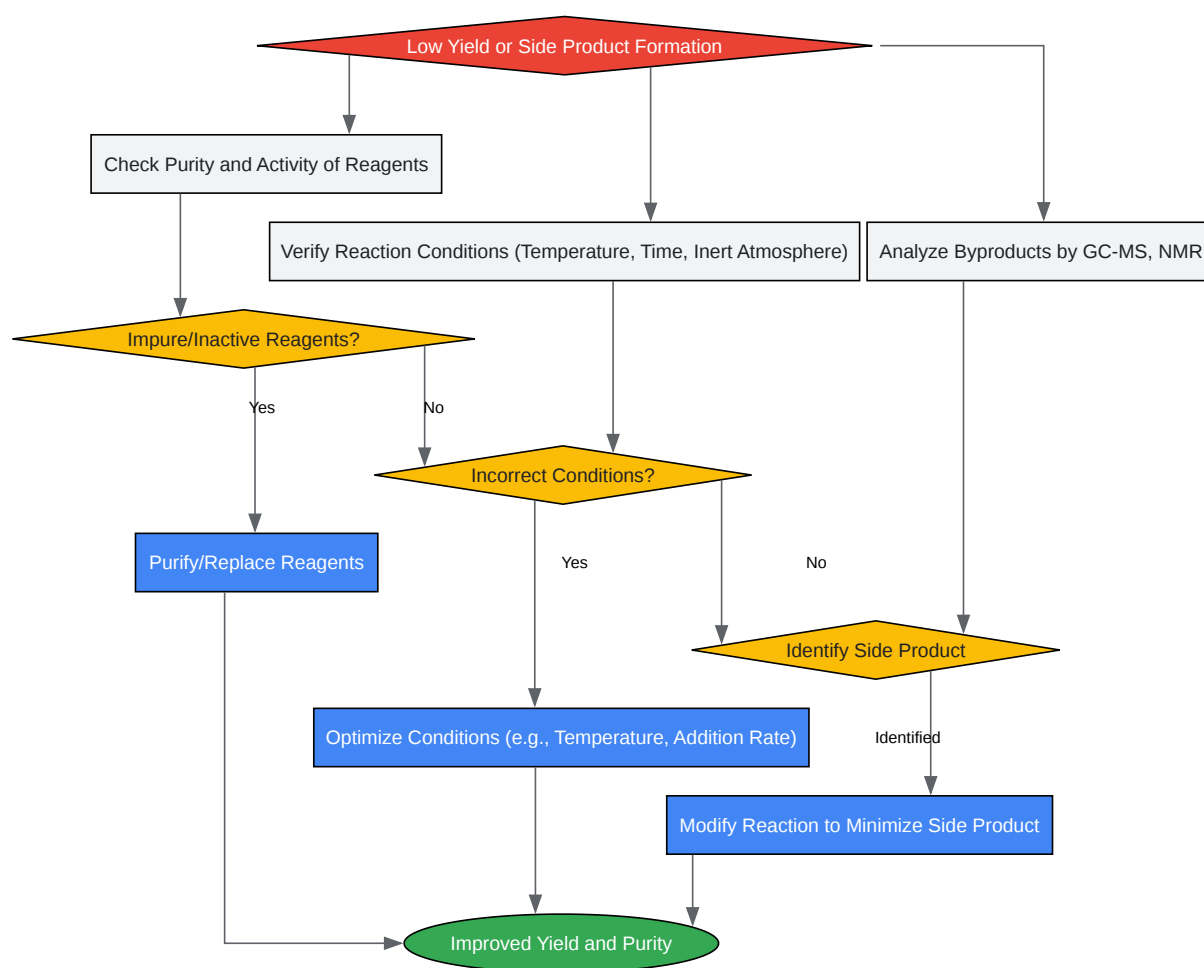 Low Yield or Side Product Formation
Check Purity and Activity of Reagents
Verify Reaction Conditions (Temperature, Time, Inert Atmosphere)
Analyze Byproducts by GC-MS, NMR
Impure/Inactive Reagents?
Yes
No
Incorrect Conditions?
Purify/Replace Reagents
Yes
No
Identify Side Product
Optimize Conditions (e.g., Temperature, Addition Rate)
Identified
Modify Reaction to Minimize Side Product
Improved Yield and Purity